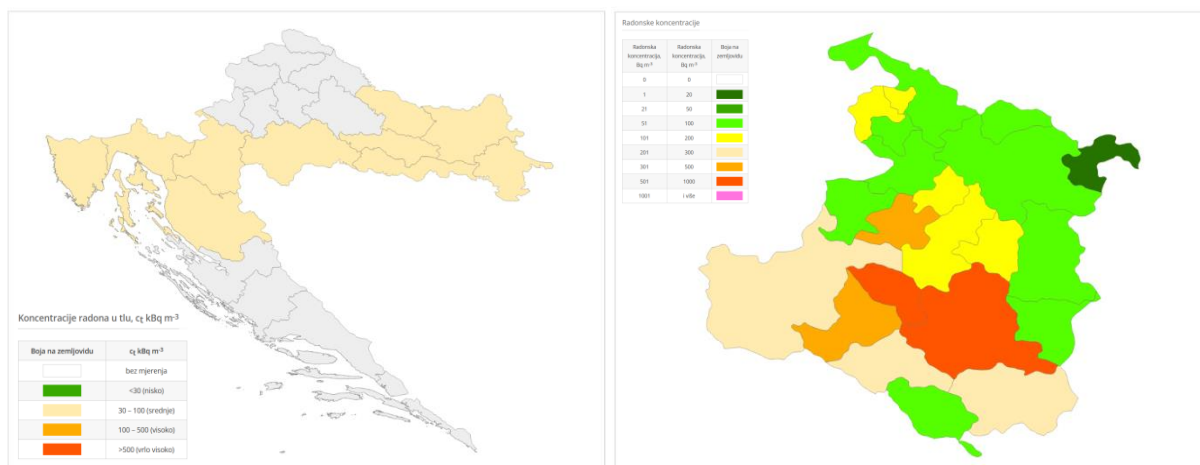 Koncentracije radona u tlu, cₜ kBq m⁻³
Boja na zemljovidu cₜ kBq m⁻³
bez mjerenja
<30 (nisko)
30 – 100 (srednje)
100 – 500 (visoko)
>500 (vrlo visoko)
Radonske koncentracije
Radonska koncentracija, Bq m⁻³
Radonska koncentracija, Bq m⁻³
Boja na zemljovidu
0 0
1 20
21 50
51 100
101 200
201 300
301 500
501 1000
1001 i više